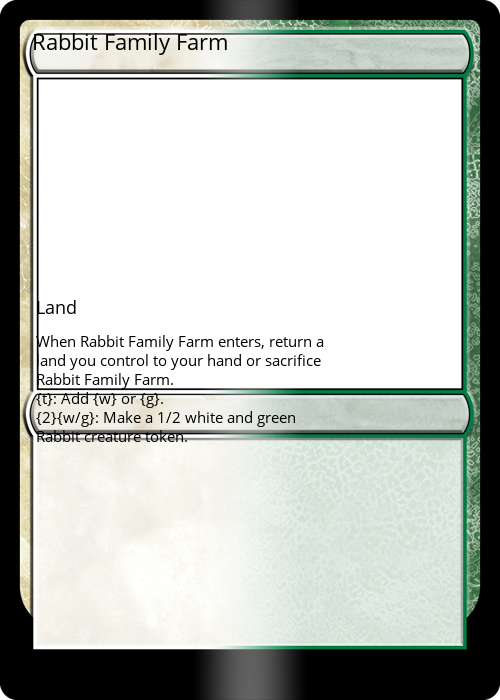 Rabbit Family Farm
Land
When Rabbit Family Farm enters, return a
land you control to your hand or sacrifice
Rabbit Family Farm.
{t}: Add {w} or {g}.
{2}{w/g}: Make a 1/2 white and green
Rabbit creature token.